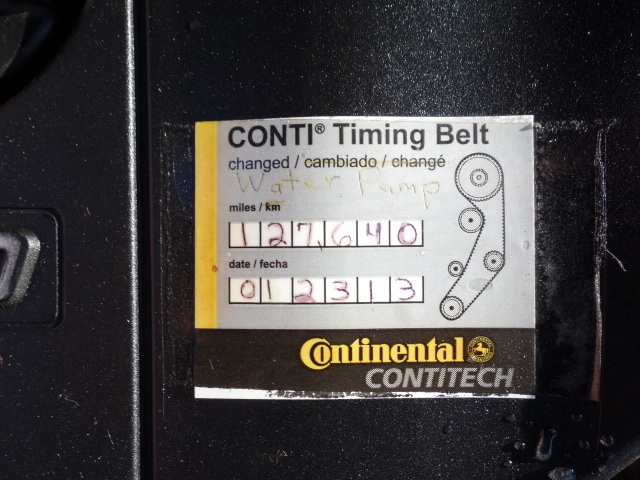 CONTI® Timing Belt
changed / cambiado / changé
Water Pump
miles / km
127,640
date / fecha
012313
Continental
CONTITECH